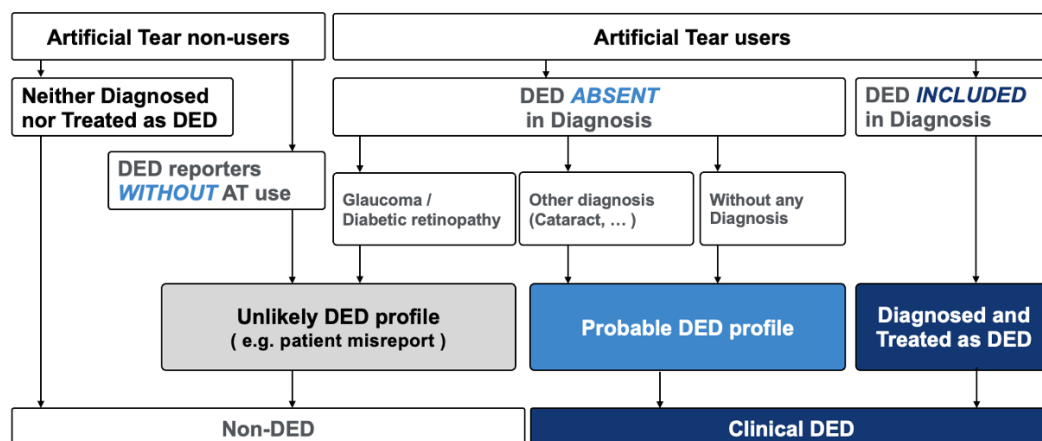 Artificial Tear non-users
Artificial Tear users
Neither Diagnosed
nor Treated as DED
DED ABSENT
in Diagnosis
DED INCLUDED
in Diagnosis
DED reporters
WITHOUT AT use
Glaucoma /
Diabetic retinopathy
Other diagnosis
(Cataract, … )
Without any
Diagnosis
Unlikely DED profile
( e.g. patient misreport )
Probable DED profile
Diagnosed and
Treated as DED
Non-DED
Clinical DED